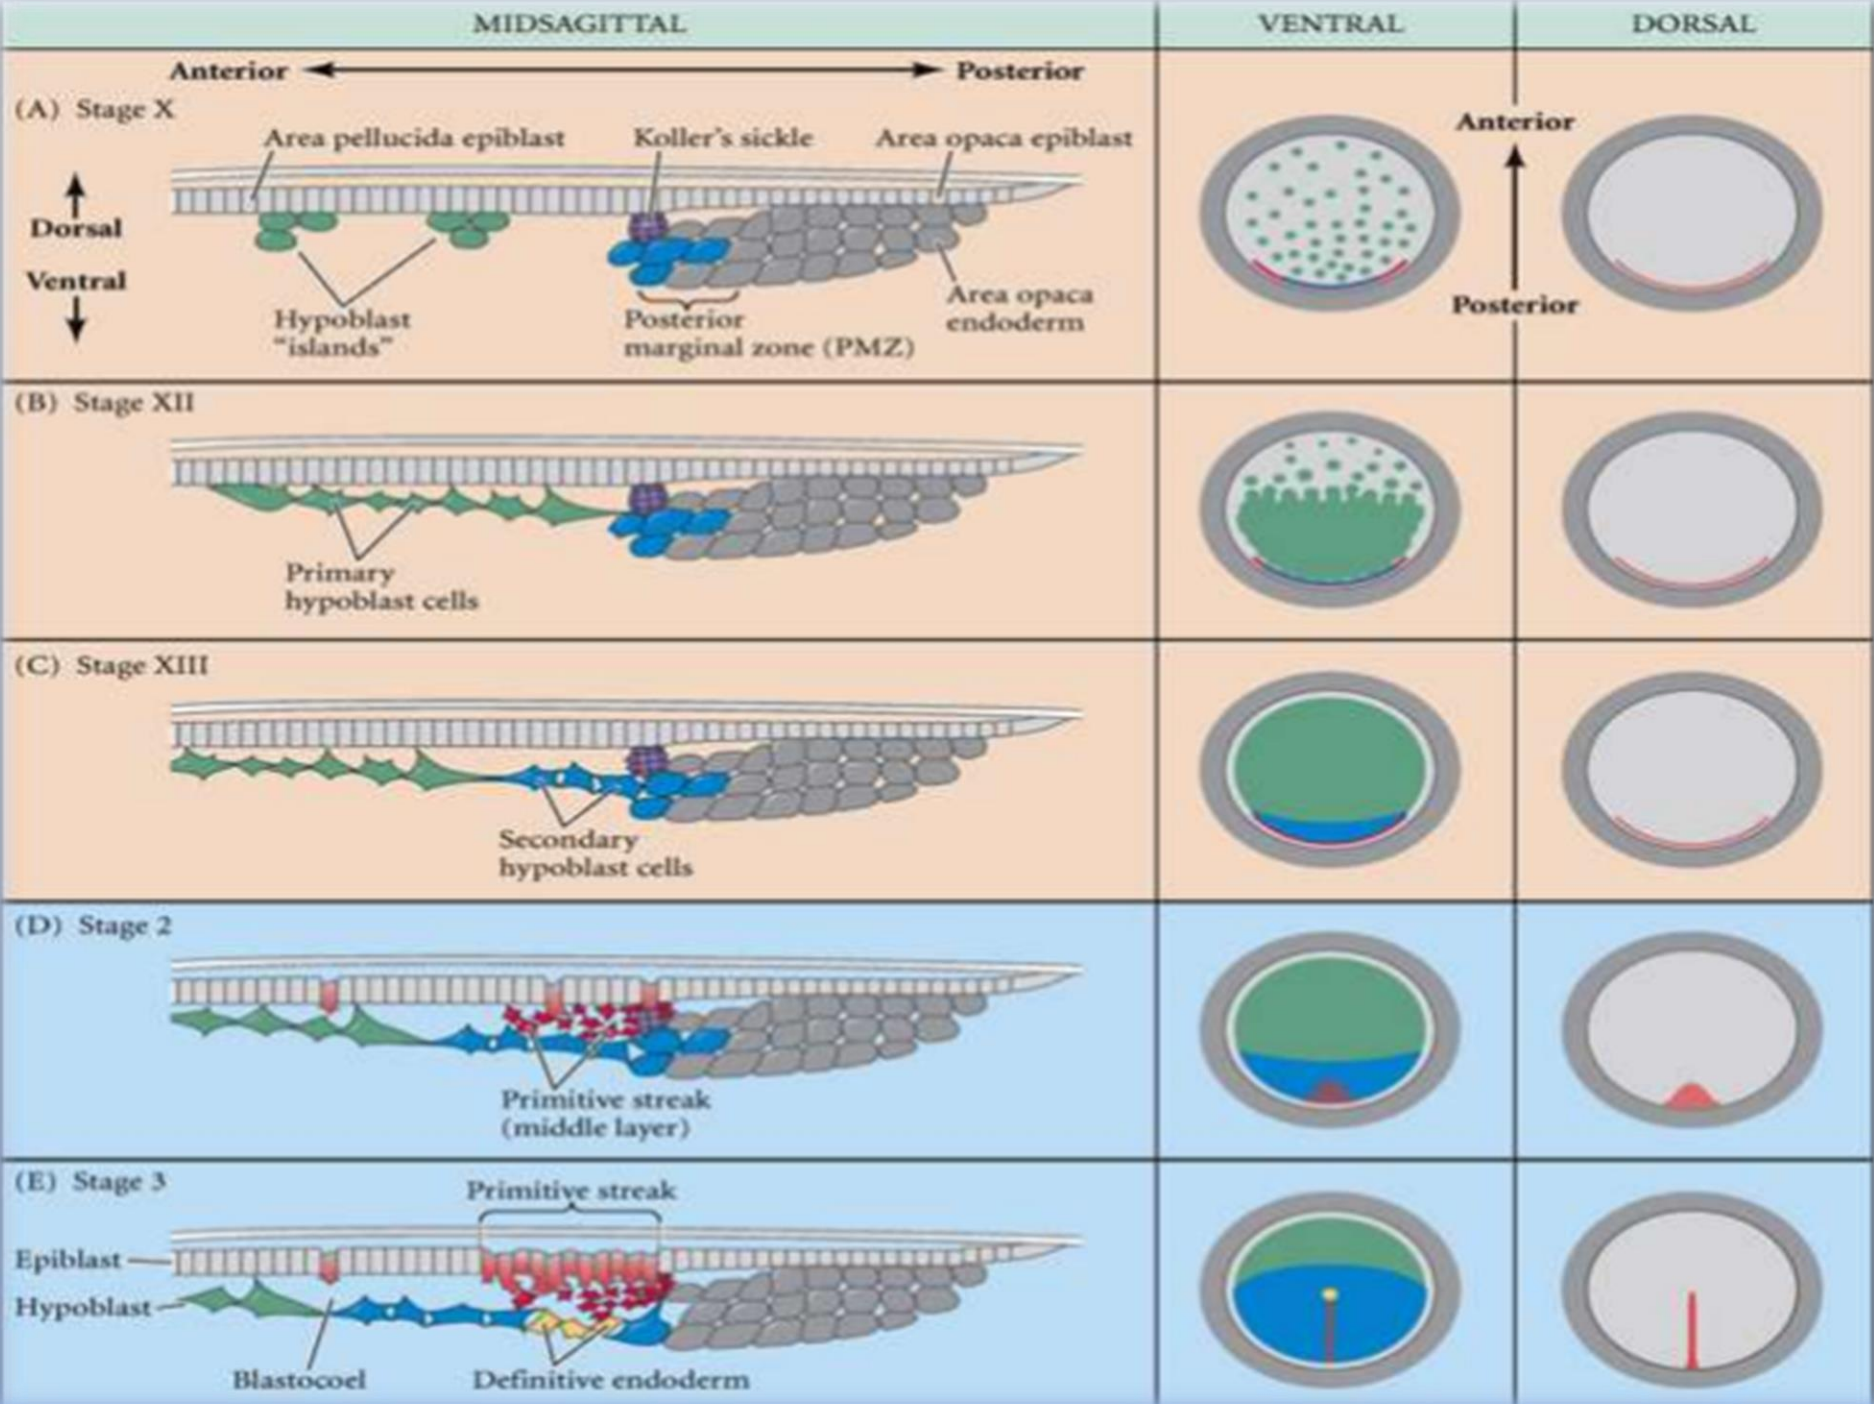 MIDSAGITTAL
VENTRAL
DORSAL
Anterior
Posterior
(A) Stage X
Area pellucida epiblast
Koller's sickle
Area opaca epiblast
Dorsal
Ventral
Hypoblast
"islands"
Posterior
marginal zone (PMZ)
Area opaca
endoderm
Anterior
Posterior
(B) Stage XII
Primary
hypoblast cells
(C) Stage XIII
Secondary
hypoblast cells
(D) Stage 2
Primitive streak
(middle layer)
(E) Stage 3
Primitive streak
Epiblast
Hypoblast
Blastocoel
Definitive endoderm